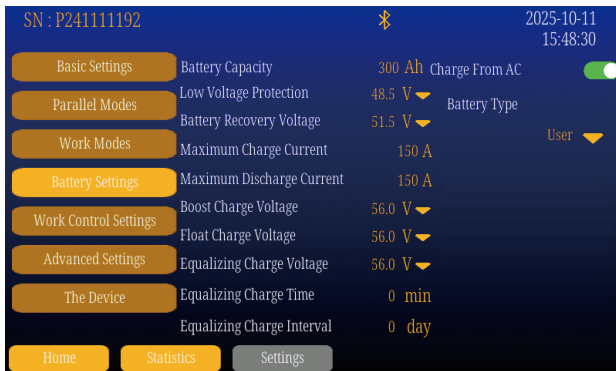 SN : P241111192
2025-10-11
15:48:30
Basic Settings
Parallel Modes
Work Modes
Battery Settings
Work Control Settings
Advanced Settings
The Device
Battery Capacity 300 Ah
Low Voltage Protection 48.5 V
Battery Recovery Voltage 51.5 V
Maximum Charge Current 150 A
Maximum Discharge Current 150 A
Boost Charge Voltage 56.0 V
Float Charge Voltage 56.0 V
Equalizing Charge Voltage 56.0 V
Equalizing Charge Time 0 min
Equalizing Charge Interval 0 day
Charge From AC
Battery Type
User
Home Statistics Settings